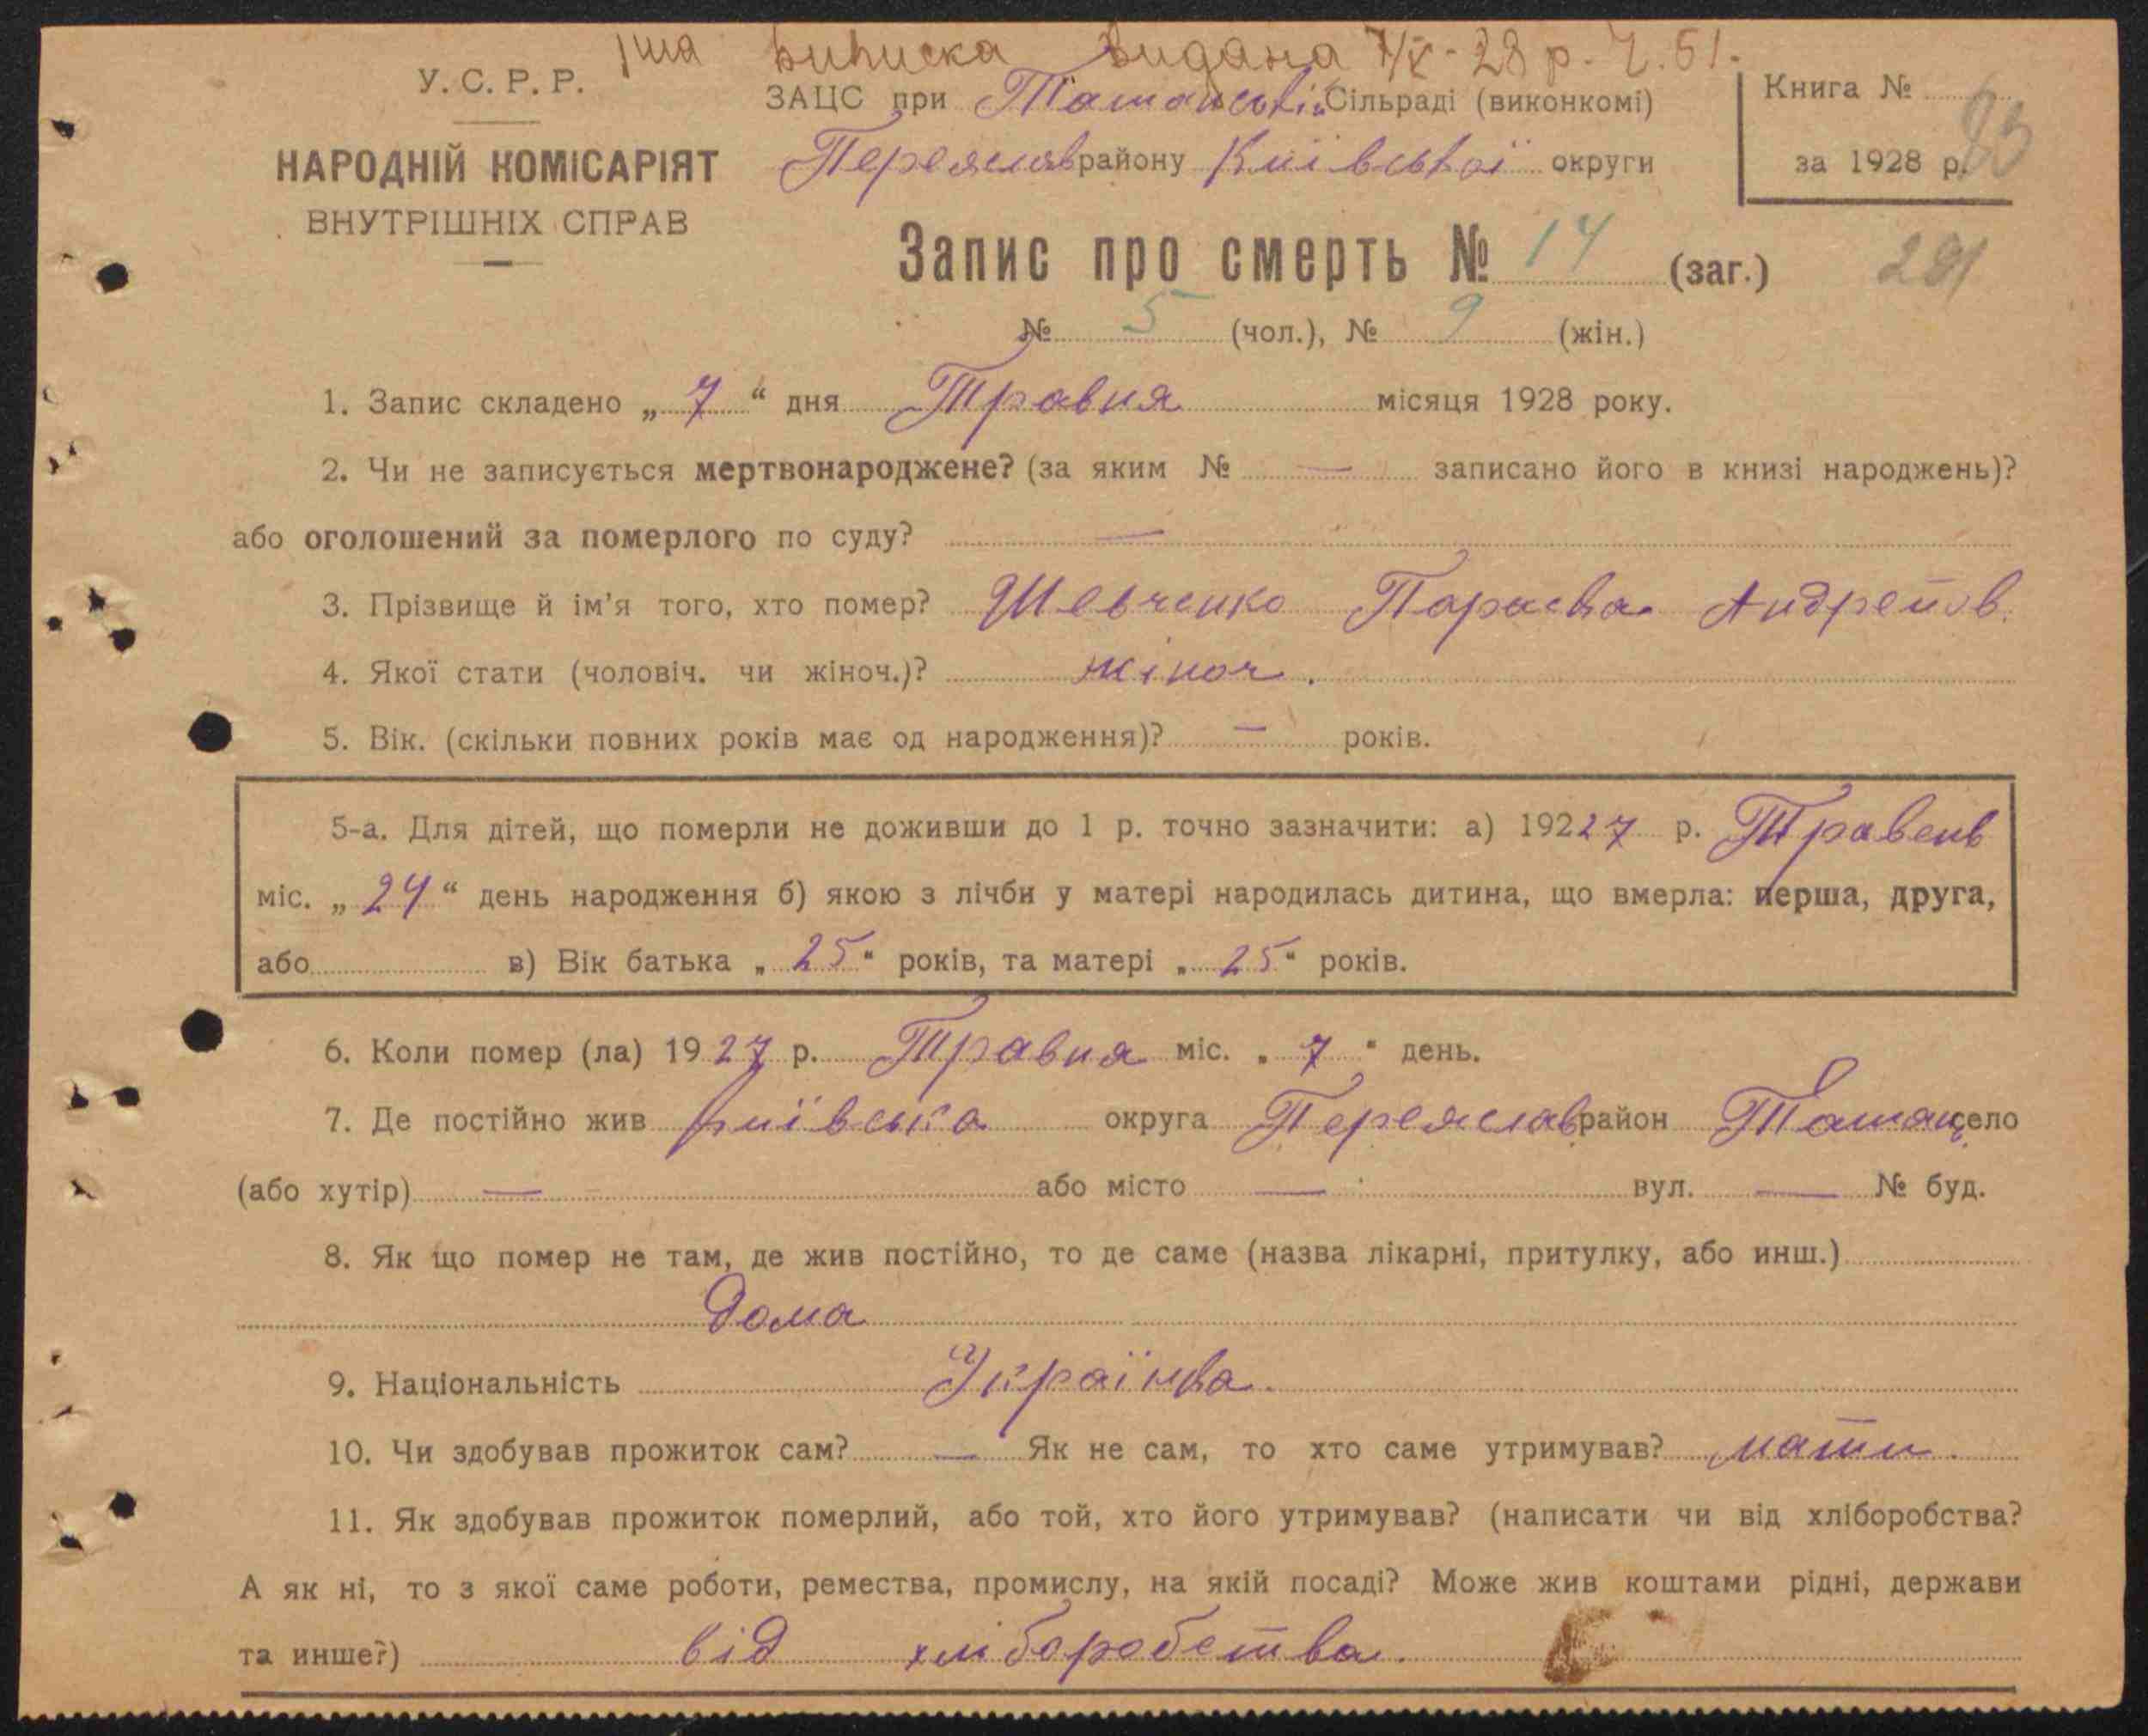 1ша Виписка Видана 7/V-28 р. Ч. 51.
У. С. Р. Р.
НАРОДНІЙ КОМІСАРІЯТ
ВНУТРІШНІХ СПРАВ
ЗАЦС при Ташанській Сільраді (виконкомі)
Переяслав району Київської округи
Книга №
за 1928 р.
Запис про смерть № 14 (заг.)
281
№ 5 (чол.), № 9 (жін.)
1. Запис складено „ 7 “ дня Травня місяця 1928 року.
2. Чи не записується мертвонароджене? (за яким № — записано його в книзі народжень)?
або оголошений за померлого по суду? —
3. Прізвище й ім'я того, хто помер? Шевченко Параска Андреїов.
4. Якої стати (чоловіч. чи жіноч.)? жіноч.
5. Вік. (скільки повних років має од народження)? — років.
5-а. Для дітей, що померли не доживши до 1 р. точно зазначити: а) 19227 р. Травень
міс. „ 24 “ день народження б) якою з лічби у матері народилась дитина, що вмерла: перша, друга,
або в) Вік батька „ 25 “ років, та матері „ 25 “ років.
6. Коли помер (ла) 1927 р. Травня міс. „ 7 “ день.
7. Де постійно жив Київська округа Переяслав район Ташань село
(або хутір) — або місто — вул. — № буд.
8. Як що помер не там, де жив постійно, то де саме (назва лікарні, притулку, або инш.)
Дома
9. Національність Українка.
10. Чи здобував прожиток сам? — Як не сам, то хто саме утримував? мати.
11. Як здобував прожиток померлий, або той, хто його утримував? (написати чи від хліборобства?
А як ні, то з якої саме роботи, ремества, промислу, на якій посаді? Може жив коштами рідні, держави
та инше?) від хліборобства.